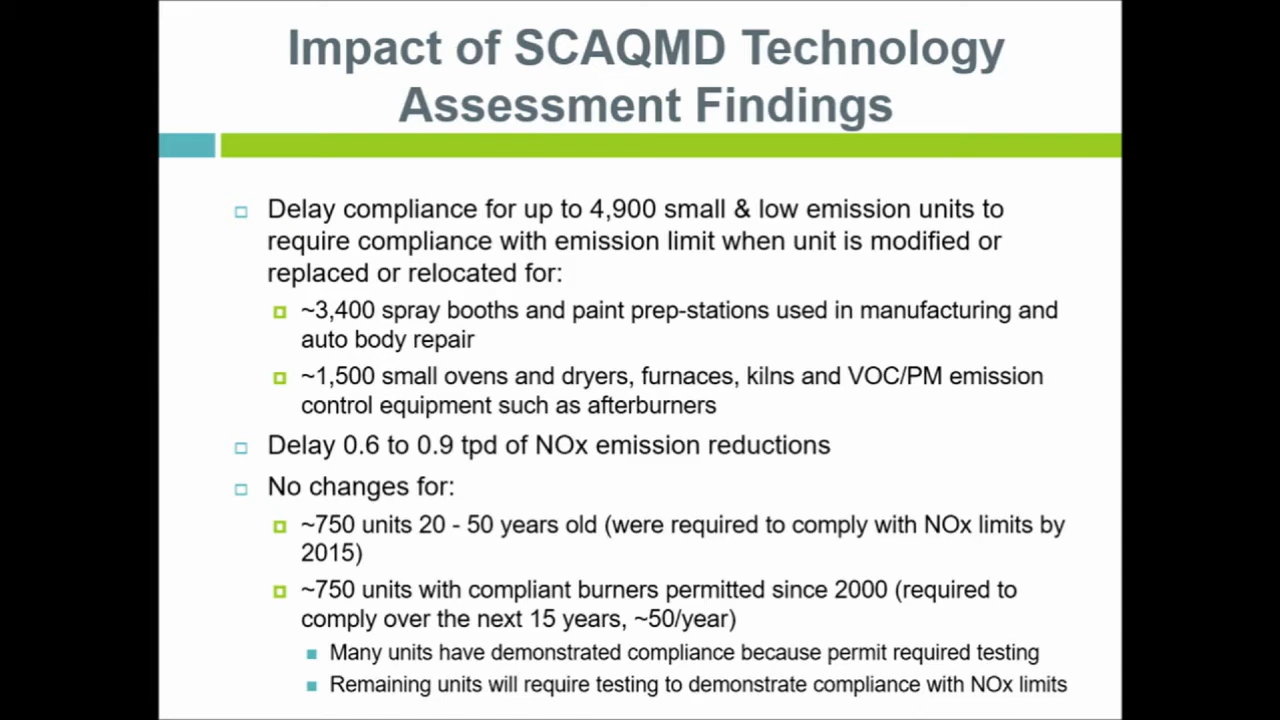 Impact of SCAQMD Technology
Assessment Findings
Delay compliance for up to 4,900 small & low emission units to
require compliance with emission limit when unit is modified or
replaced or relocated for:
~3,400 spray booths and paint prep-stations used in manufacturing and
auto body repair
~1,500 small ovens and dryers, furnaces, kilns and VOC/PM emission
control equipment such as afterburners
Delay 0.6 to 0.9 tpd of NOx emission reductions
No changes for:
~750 units 20 - 50 years old (were required to comply with NOx limits by
2015)
~750 units with compliant burners permitted since 2000 (required to
comply over the next 15 years, ~50/year)
Many units have demonstrated compliance because permit required testing
Remaining units will require testing to demonstrate compliance with NOx limits